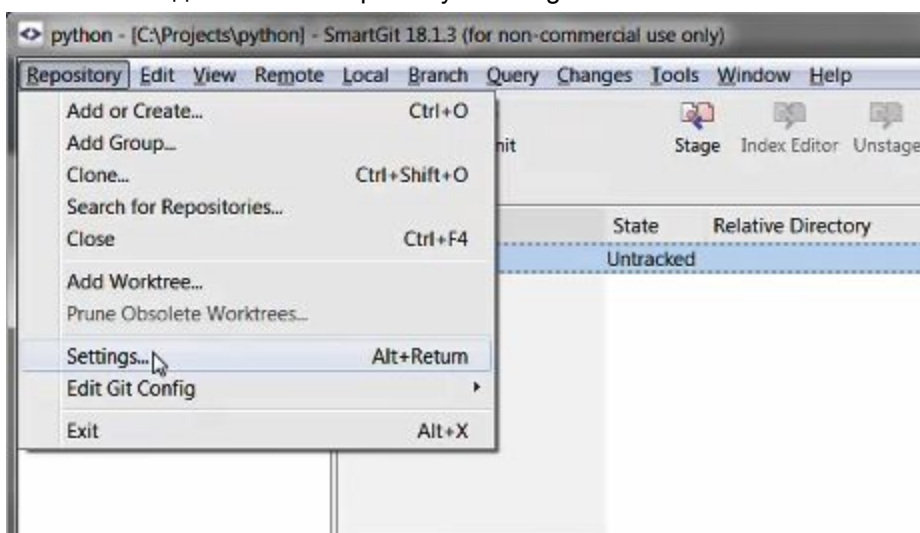 python - [C:\Projects\python] - SmartGit 18.1.3 (for non-commercial use only)
Repository Edit View Remote Local Branch Query Changes Tools Window Help
Add or Create... Ctrl+O
Add Group...
Clone... Ctrl+Shift+O
Search for Repositories...
Close Ctrl+F4
Add Worktree...
Prune Obsolete Worktrees...
Settings... Alt+Return
Edit Git Config
Exit Alt+X
nit Stage Index Editor Unstage
State Relative Directory
Untracked